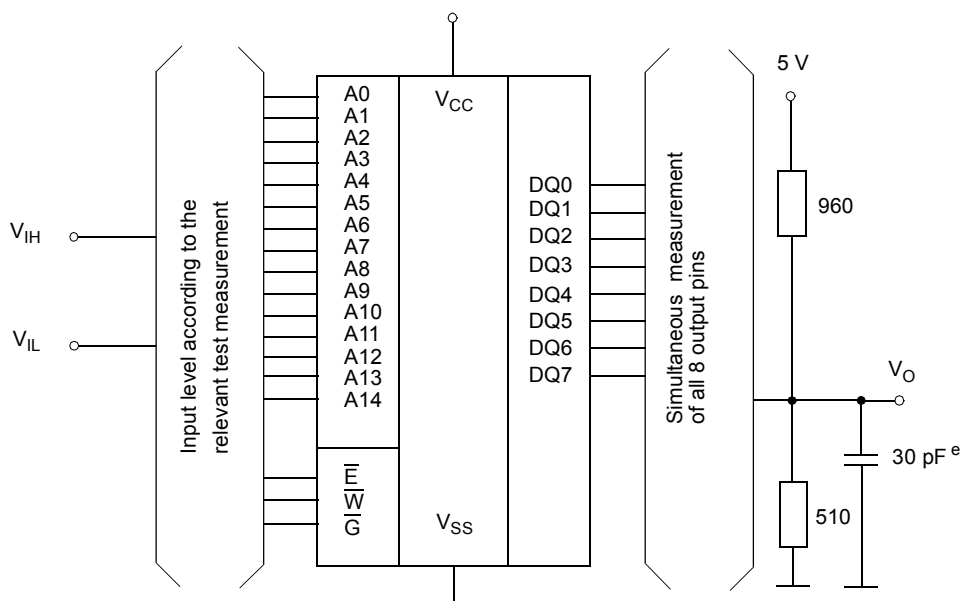 5 V
V_CC
A0
A1
A2
A3
A4
A5
A6
A7
A8
A9
A10
A11
A12
A13
A14
E̅
W̅
G̅
V_SS
DQ0
DQ1
DQ2
DQ3
DQ4
DQ5
DQ6
DQ7
V_IH
V_IL
Input level according to the
relevant test measurement
Simultaneous measurement
of all 8 output pins
960
V_O
30 pF e
510